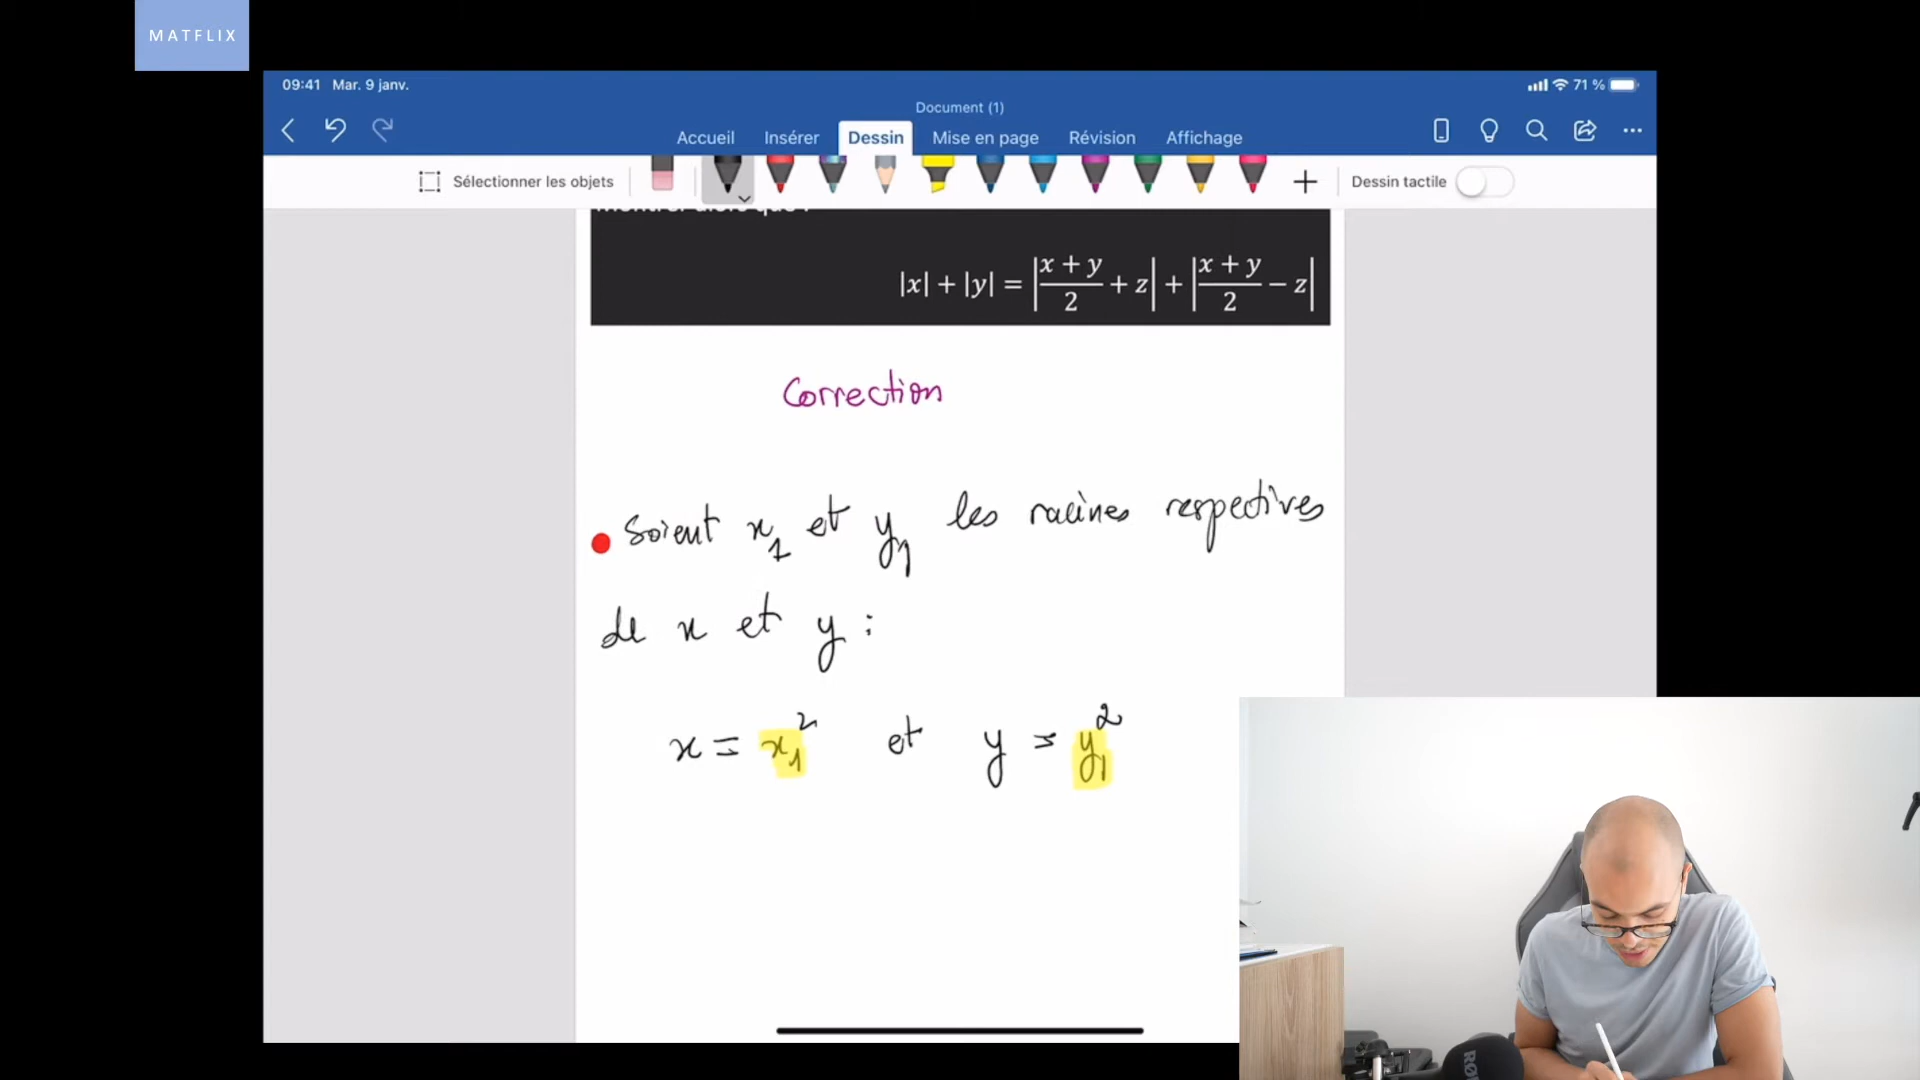 MATFLIX
09:41 Mar. 9 janv.
71 %
Document (1)
Accueil Insérer Dessin Mise en page Révision Affichage
Sélectionner les objets
Dessin tactile
|x| + |y| = |x + y / 2 + z| + |x + y / 2 − z|
Correction
• Soient x₁ et y₁ les racines respectives
de x et y :
x = x₁² et y = y₁²
RØDE